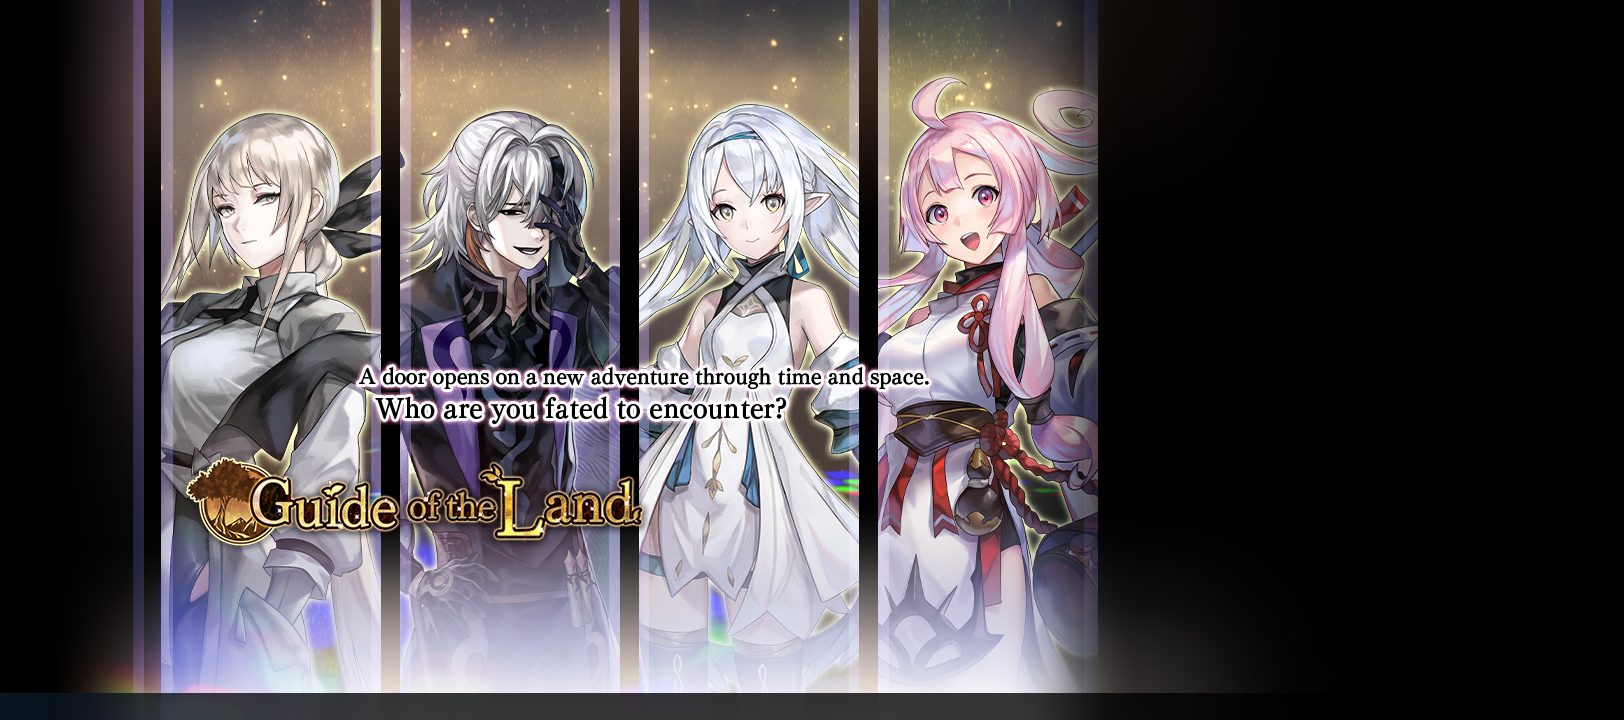 A door opens on a new adventure through time and space.
Who are you fated to encounter?
Guide of the Land